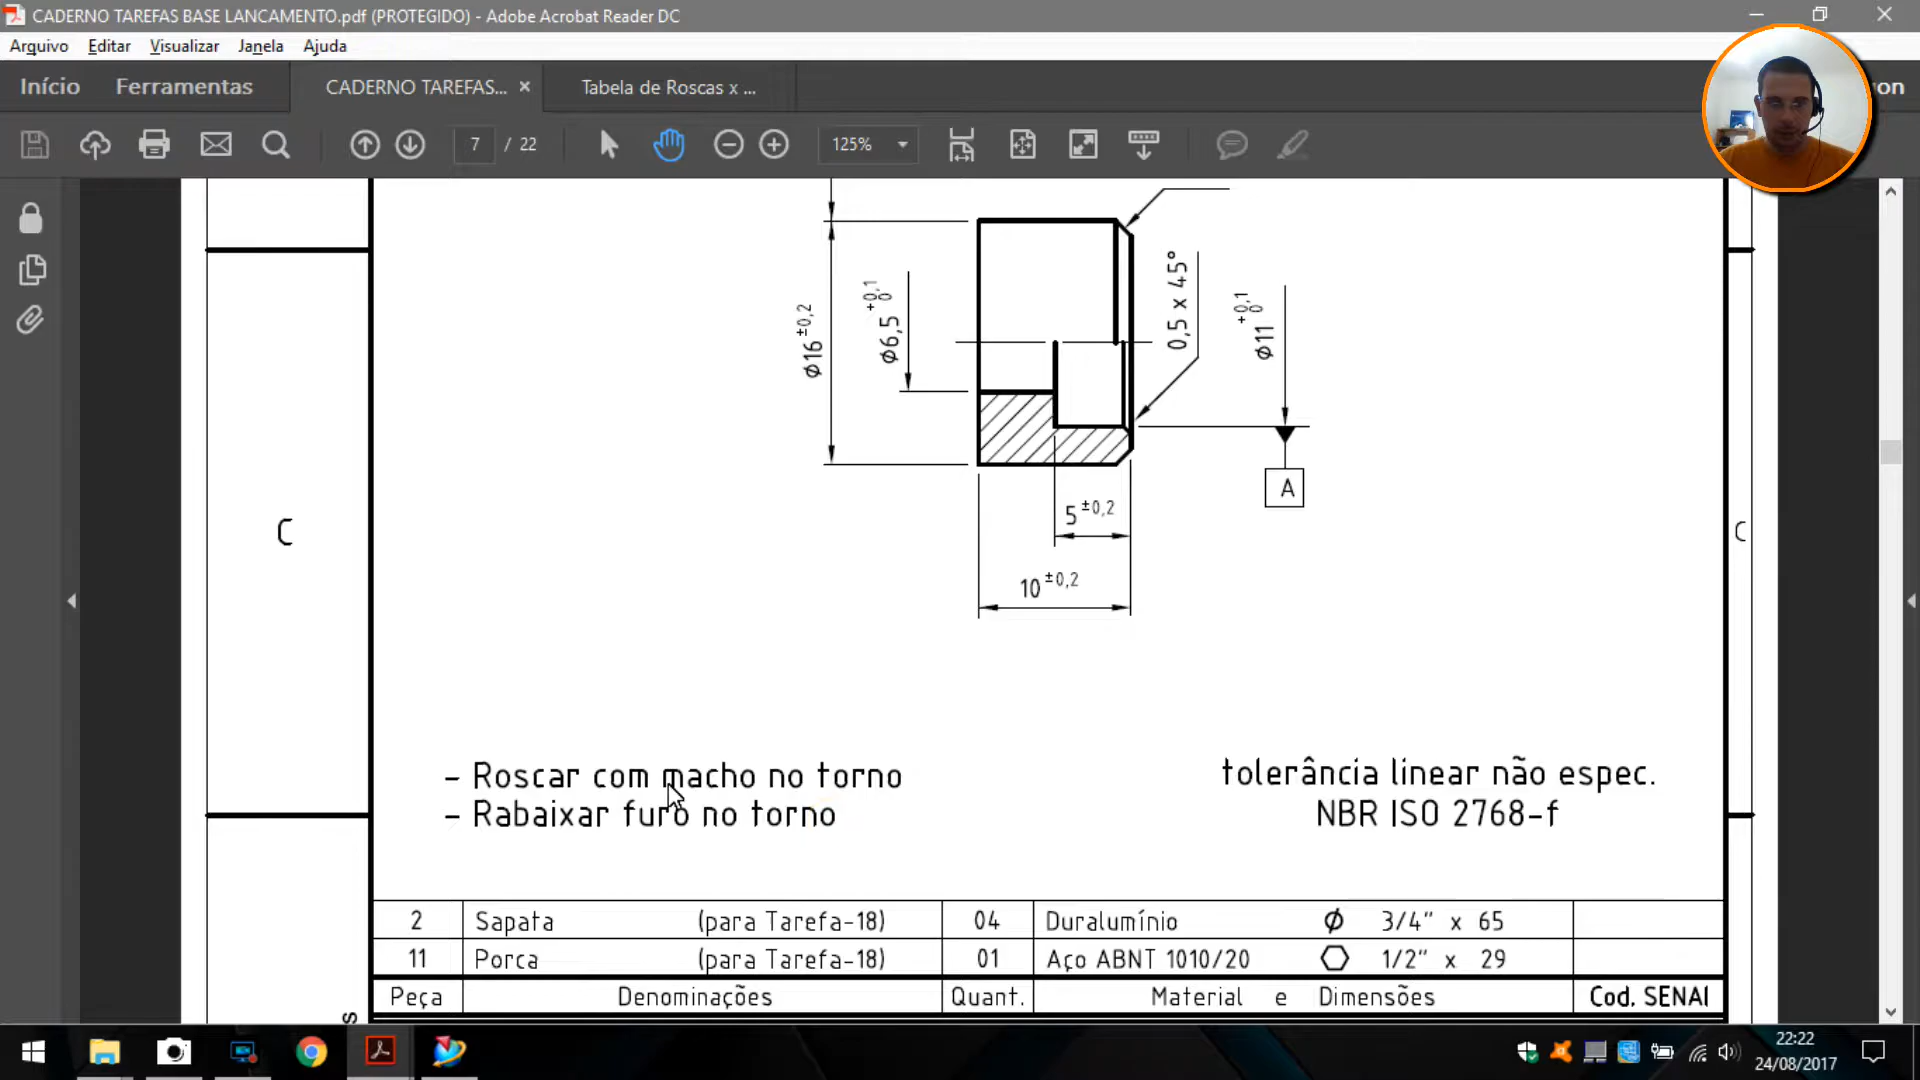 CADERNO TAREFAS BASE LANCAMENTO.pdf (PROTEGIDO) - Adobe Acrobat Reader DC
Arquivo Editar Visualizar Janela Ajuda
Início Ferramentas CADERNO TAREFAS... × Tabela de Roscas x ... on
7 / 22 125%
Ø16 ±0,2
Ø6,5 +0,1 0
0,5 x 45°
Ø11 +0,1 0
A
5 ±0,2
10 ±0,2
C
C
- Roscar com macho no torno
- Rabaixar furo no torno
tolerância linear não espec.
NBR ISO 2768-f
2 Sapata (para Tarefa-18) 04 Duralumínio Ø 3/4" x 65
11 Porca (para Tarefa-18) 01 Aço ABNT 1010/20 1/2" x 29
Peça Denominações Quant. Material e Dimensões Cod. SENAI
s
22:22
24/08/2017